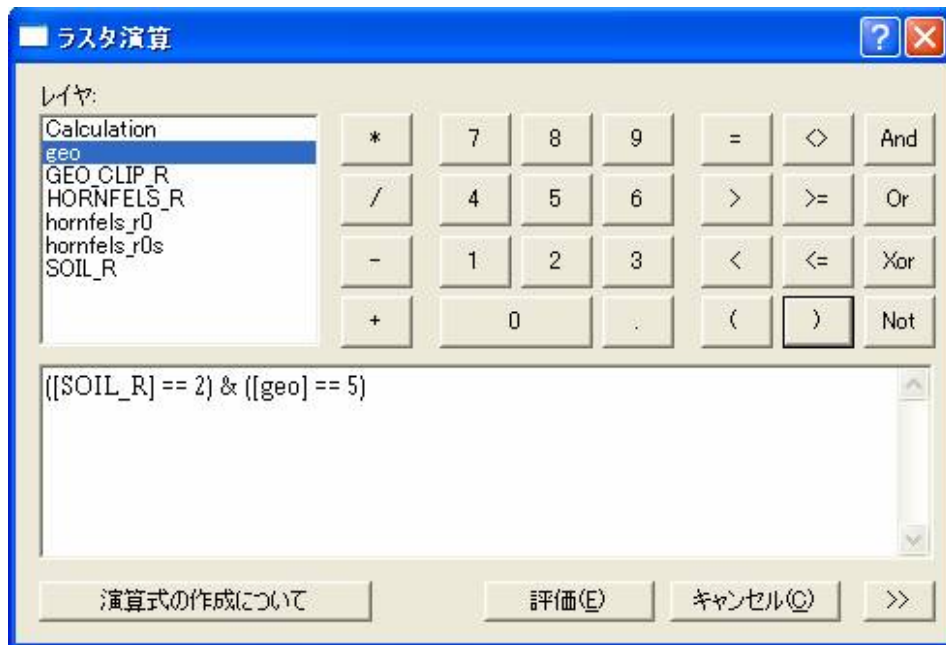 ラスタ演算
レイヤ:
Calculation
geo
GEO_CLIP_R
HORNFELS_R
hornfels_r0
hornfels_r0s
SOIL_R
* 7 8 9 = <> And
/ 4 5 6 > >= Or
- 1 2 3 < <= Xor
+ 0 . ( ) Not
([SOIL_R] == 2) & ([geo] == 5)
演算式の作成について 評価(E) キャンセル(C) >>